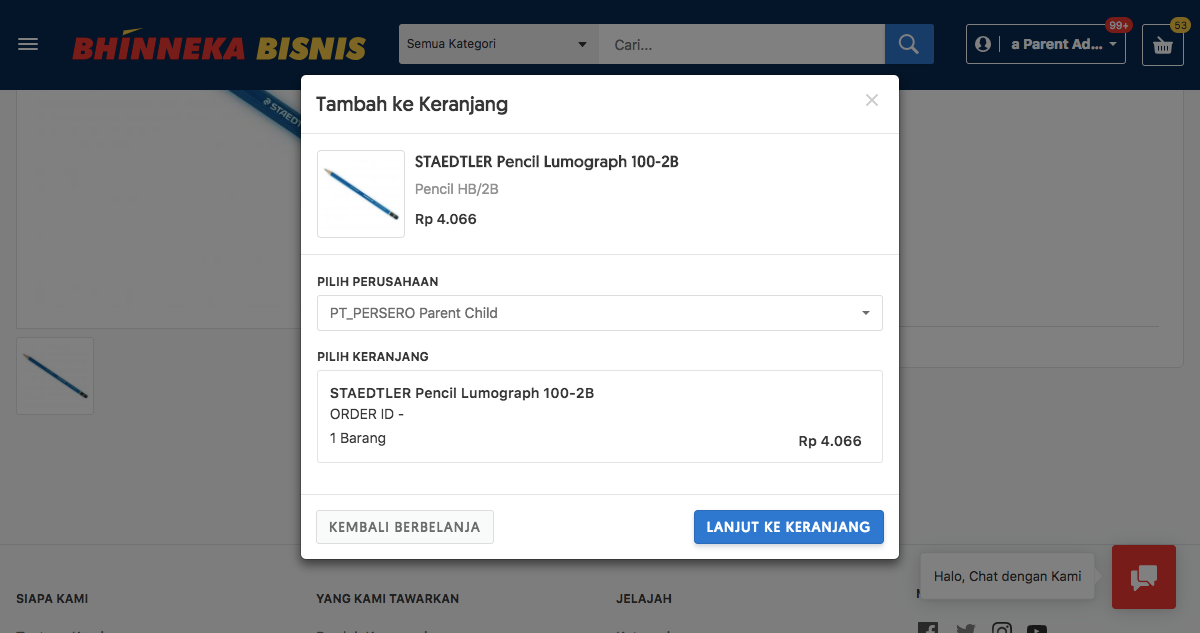 BHINNEKA BISNIS
Semua Kategori
Cari...
a Parent Ad...
99+
53
STAEDT
Tambah ke Keranjang
STAEDTLER Pencil Lumograph 100-2B
Pencil HB/2B
Rp 4.066
PILIH PERUSAHAAN
PT_PERSERO Parent Child
PILIH KERANJANG
STAEDTLER Pencil Lumograph 100-2B
ORDER ID -
1 Barang
Rp 4.066
KEMBALI BERBELANJA
LANJUT KE KERANJANG
Halo, Chat dengan Kami
SIAPA KAMI
YANG KAMI TAWARKAN
JELAJAH